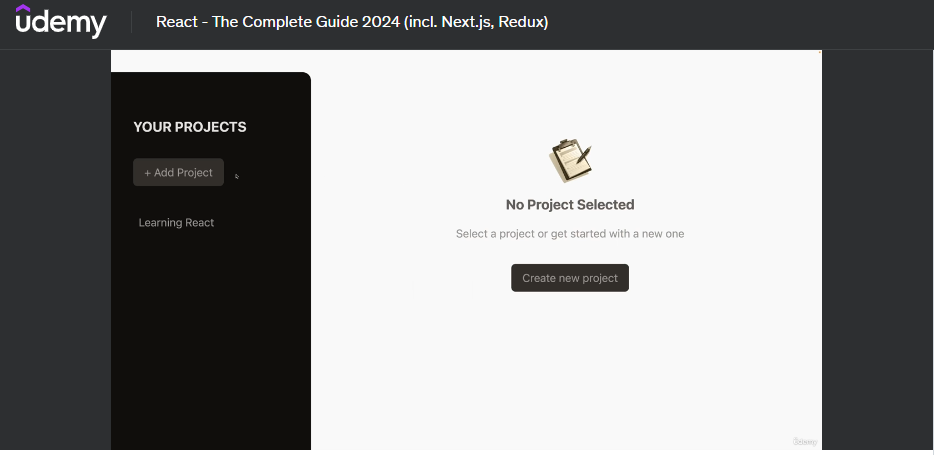 udemy
React - The Complete Guide 2024 (incl. Next.js, Redux)
YOUR PROJECTS
+ Add Project
Learning React
No Project Selected
Select a project or get started with a new one
Create new project
Udemy